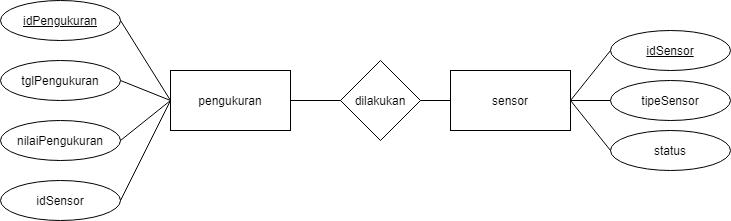 idPengukuran
tglPengukuran
nilaiPengukuran
idSensor
pengukuran
dilakukan
sensor
idSensor
tipeSensor
status